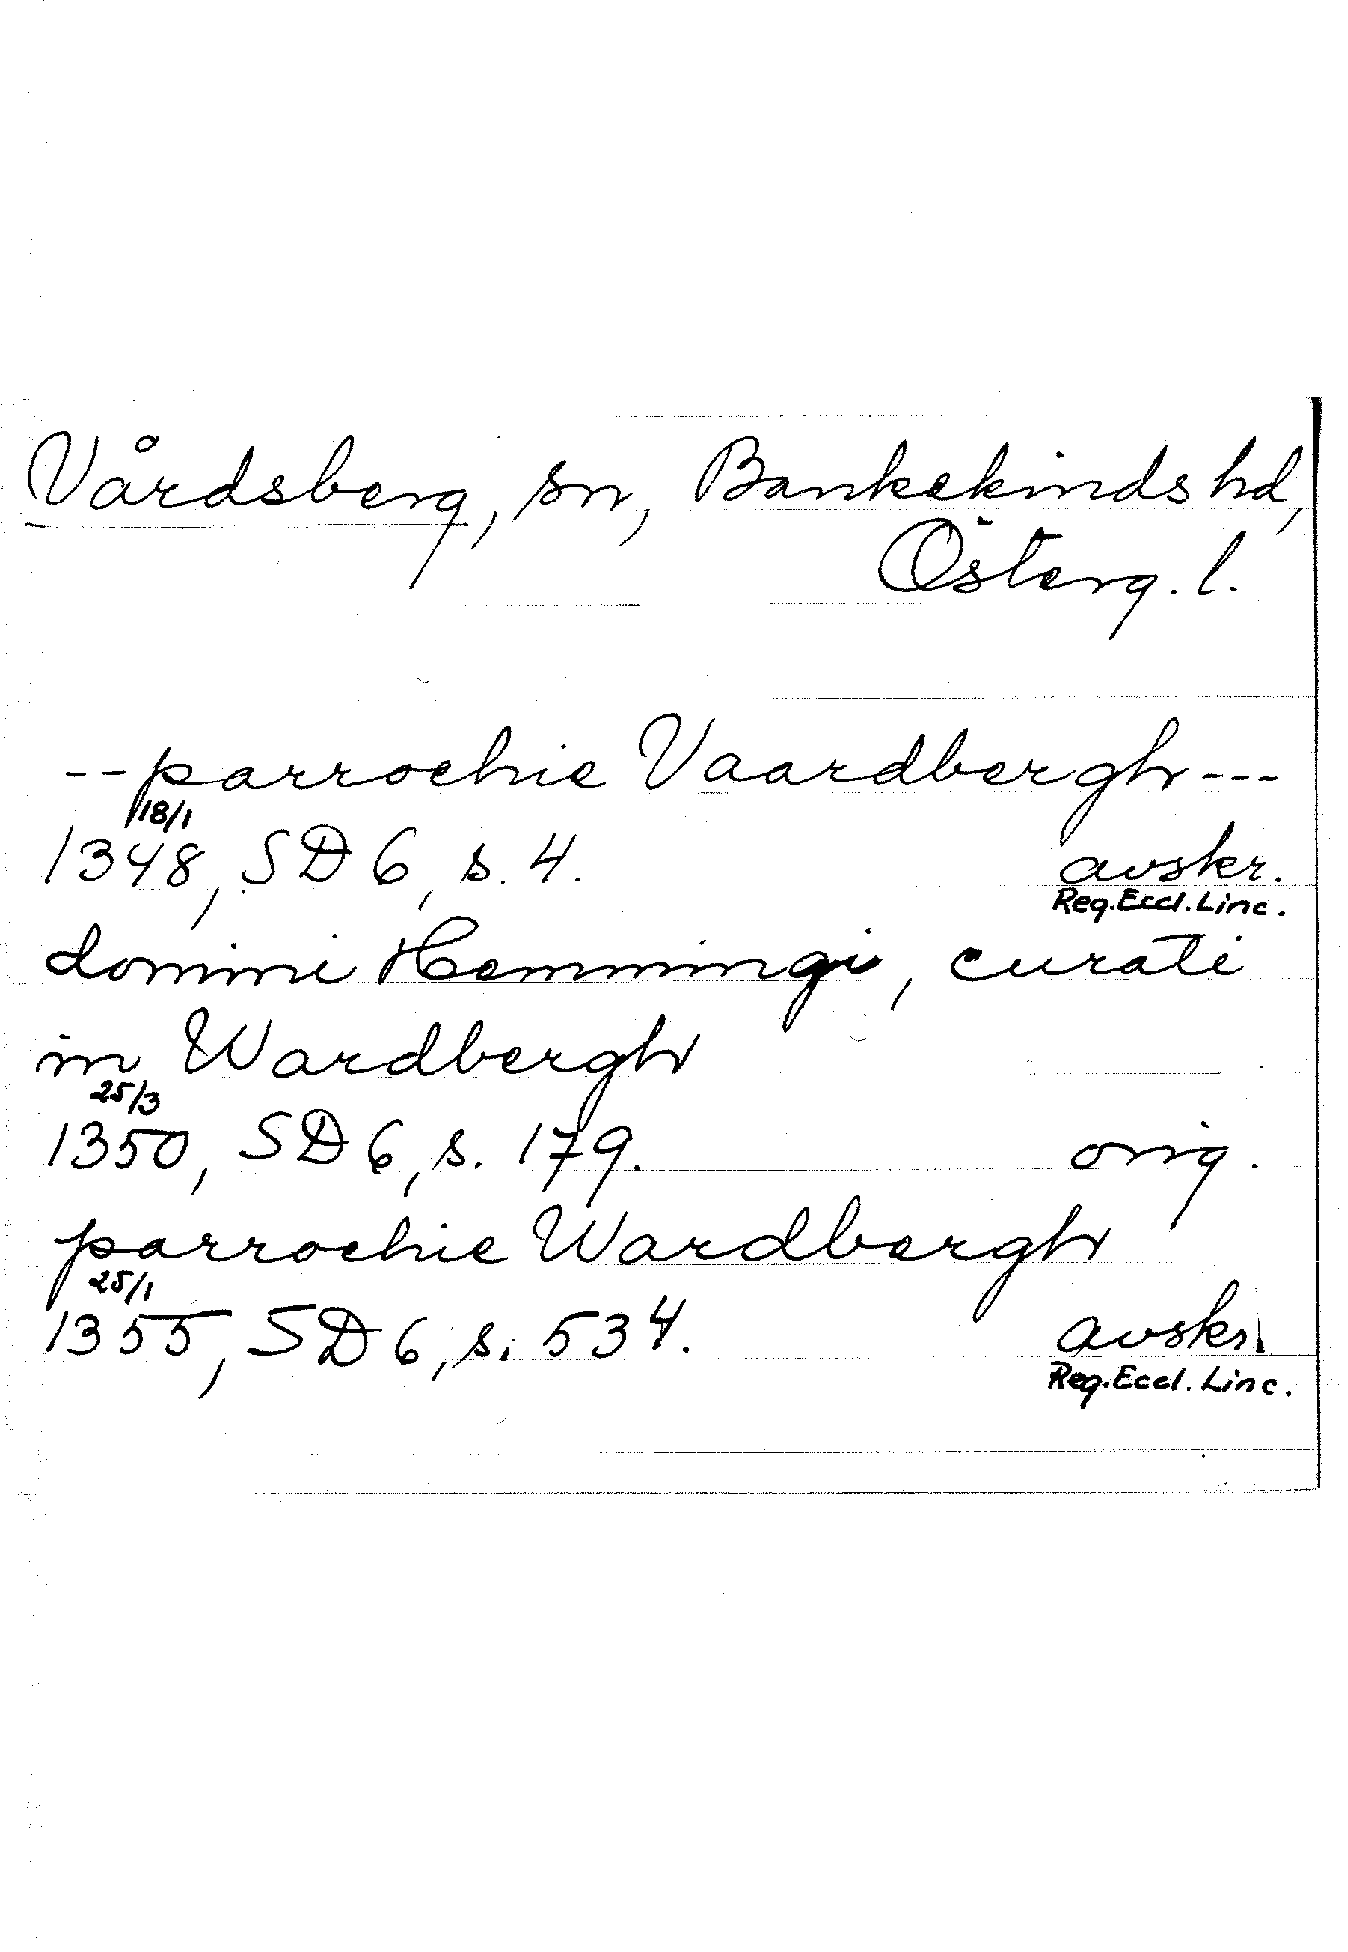 Vårdsberg, sn, Bankekinds hd,
Österg. l.
-- parrochie Vaardbergh ---
18/1
1348, SD 6, s. 4. avskr.
Reg. Eccl. Linc.
domini Hemmingi, curati
in Wardbergh
25/3
1350, SD 6, s. 179. orig.
parrochie Wardbergh
25/1
1355, SD 6, s. 534. avskr.
Reg. Eccl. Linc.